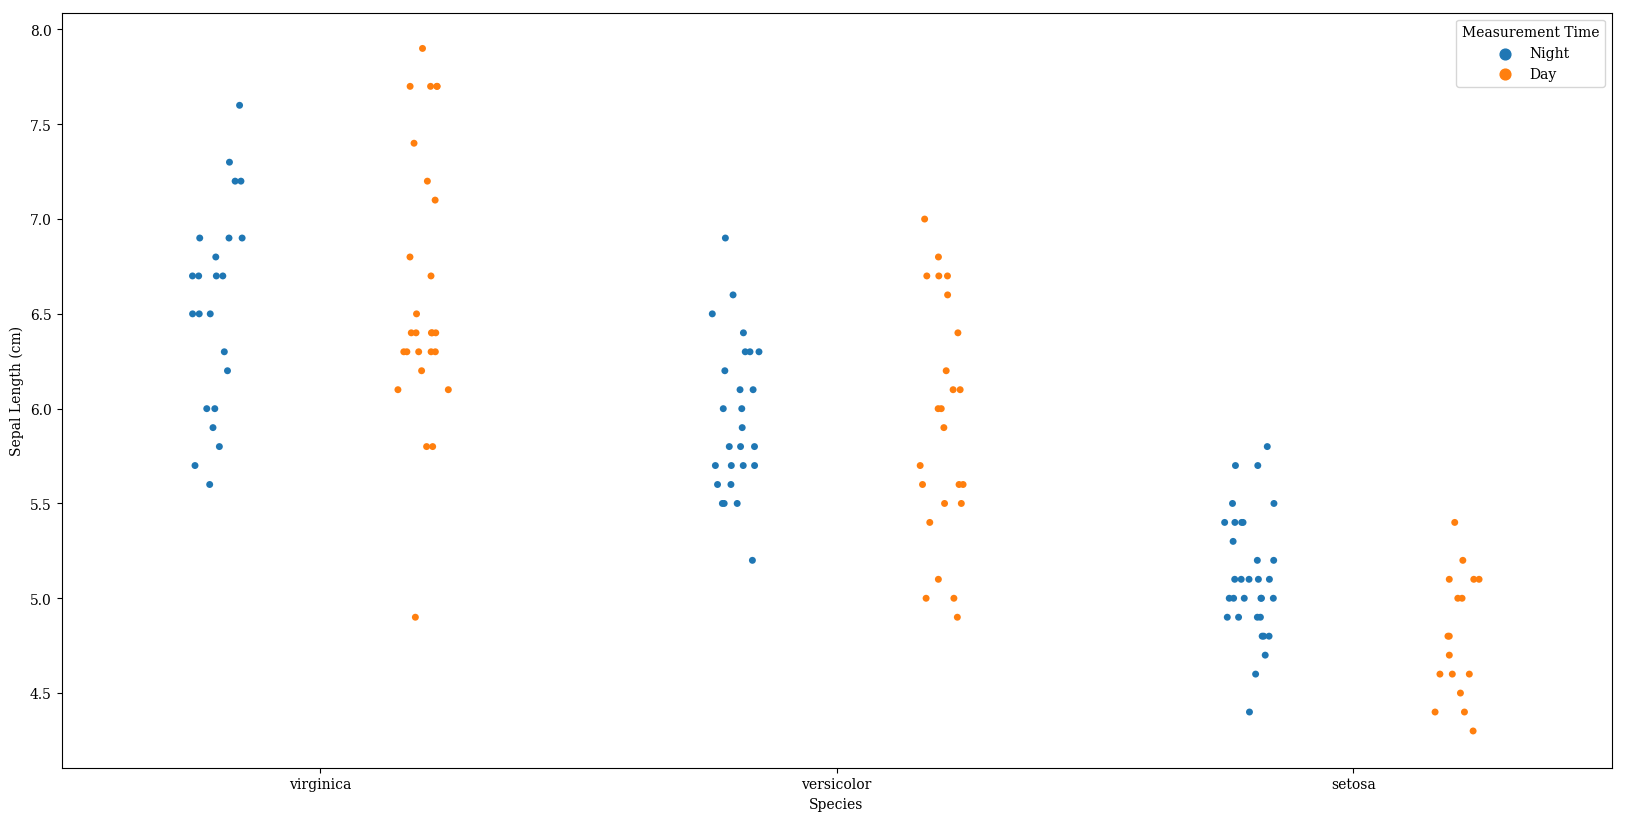 Measurement Time
Night
Day
8.0
7.5
7.0
6.5
6.0
5.5
5.0
4.5
Sepal Length (cm)
virginica
versicolor
setosa
Species